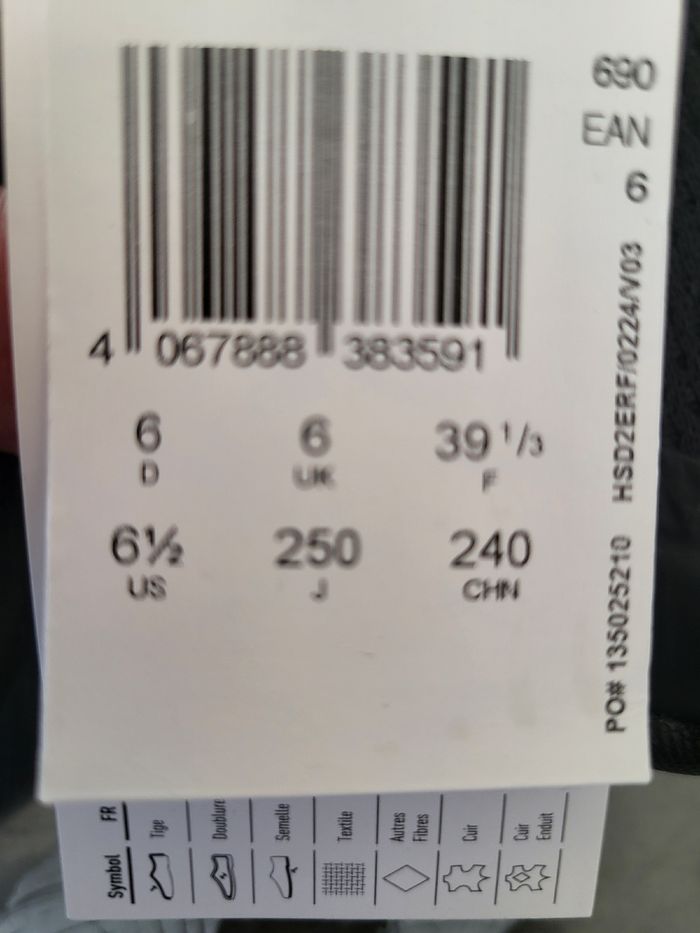 690
EAN
6
4 067888 383591
6 6 39 1/3
D UK F
6½ 250 240
US J CHN
PO# 135025210 HSD2ERF/0224/V03
Symbol FR
Tige
Doublure
Semelle
Textile
Autres
Fibres
Cuir
Cuir
Enduit